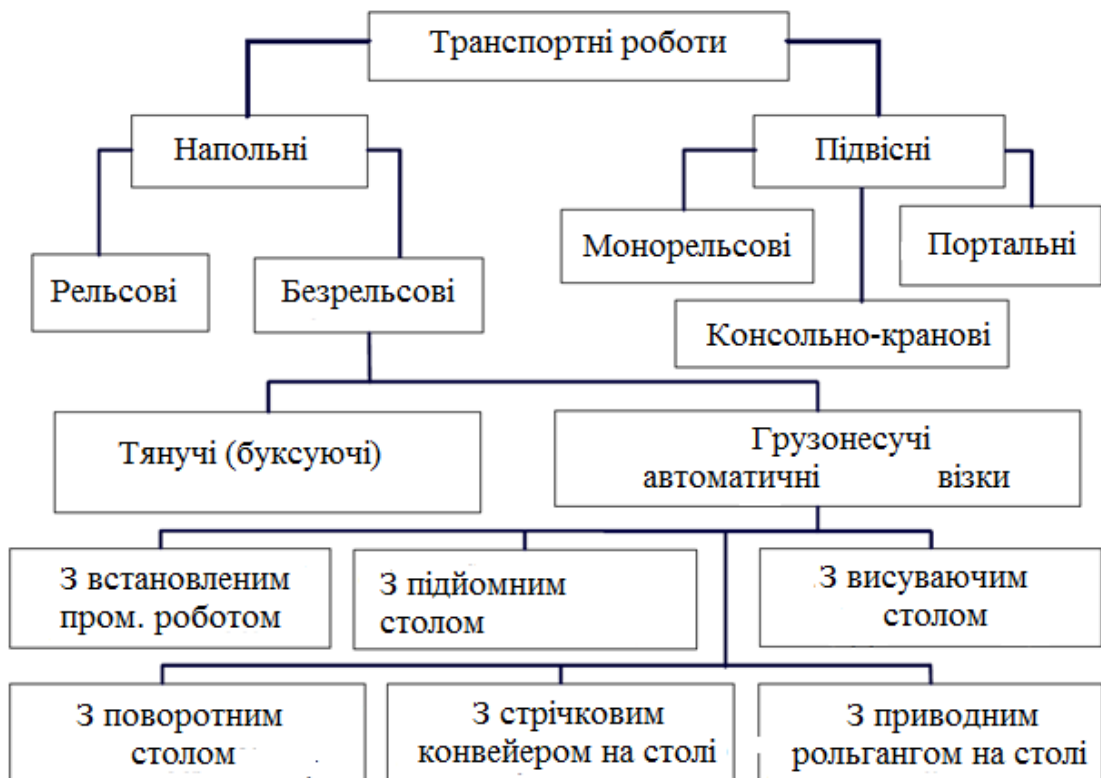 Транспортні роботи
Напольні
Підвісні
Монорельсові
Портальні
Рельсові
Безрельсові
Консольно-кранові
Тянучі (буксуючі)
Грузонесучі
автоматичні візки
З встановленим
пром. роботом
З підйомним
столом
З висуваючим
столом
З поворотним
столом
З стрічковим
конвейером на столі
З приводним
рольгангом на столі